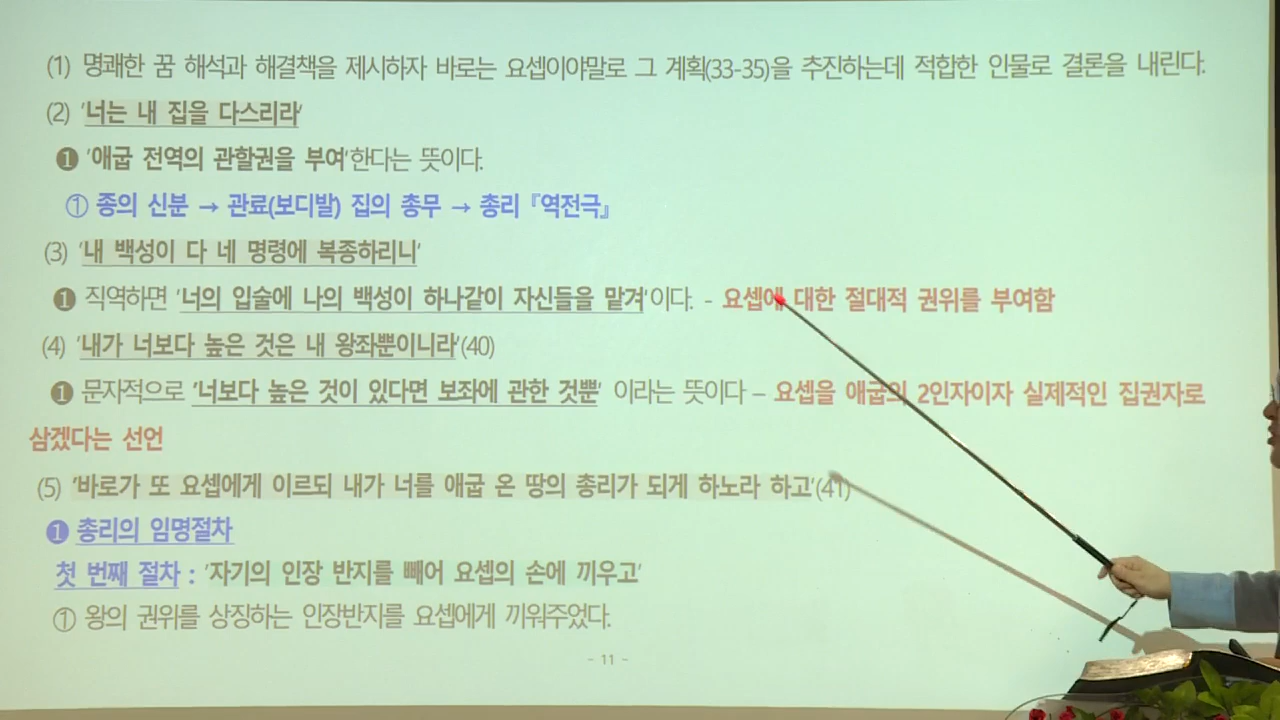 (1) 명쾌한 꿈 해석과 해결책을 제시하자 바로는 요셉이야말로 그 계획(33-35)을 추진하는데 적합한 인물로 결론을 내린다.
(2) '너는 내 집을 다스리라'
❶ '애굽 전역의 관할권을 부여'한다는 뜻이다.
① 종의 신분 → 관료(보디발) 집의 총무 → 총리 『역전극』
(3) '내 백성이 다 네 명령에 복종하리니'
❶ 직역하면 '너의 입술에 나의 백성이 하나같이 자신들을 맡겨'이다. - 요셉에 대한 절대적 권위를 부여함
(4) '내가 너보다 높은 것은 내 왕좌뿐이니라'(40)
❶ 문자적으로 '너보다 높은 것이 있다면 보좌에 관한 것뿐' 이라는 뜻이다 – 요셉을 애굽의 2인자이자 실제적인 집권자로
삼겠다는 선언
(5) '바로가 또 요셉에게 이르되 내가 너를 애굽 온 땅의 총리가 되게 하노라 하고'(41)
❶ 총리의 임명절차
첫 번째 절차 : '자기의 인장 반지를 빼어 요셉의 손에 끼우고'
① 왕의 권위를 상징하는 인장반지를 요셉에게 끼워주었다.
- 11 -